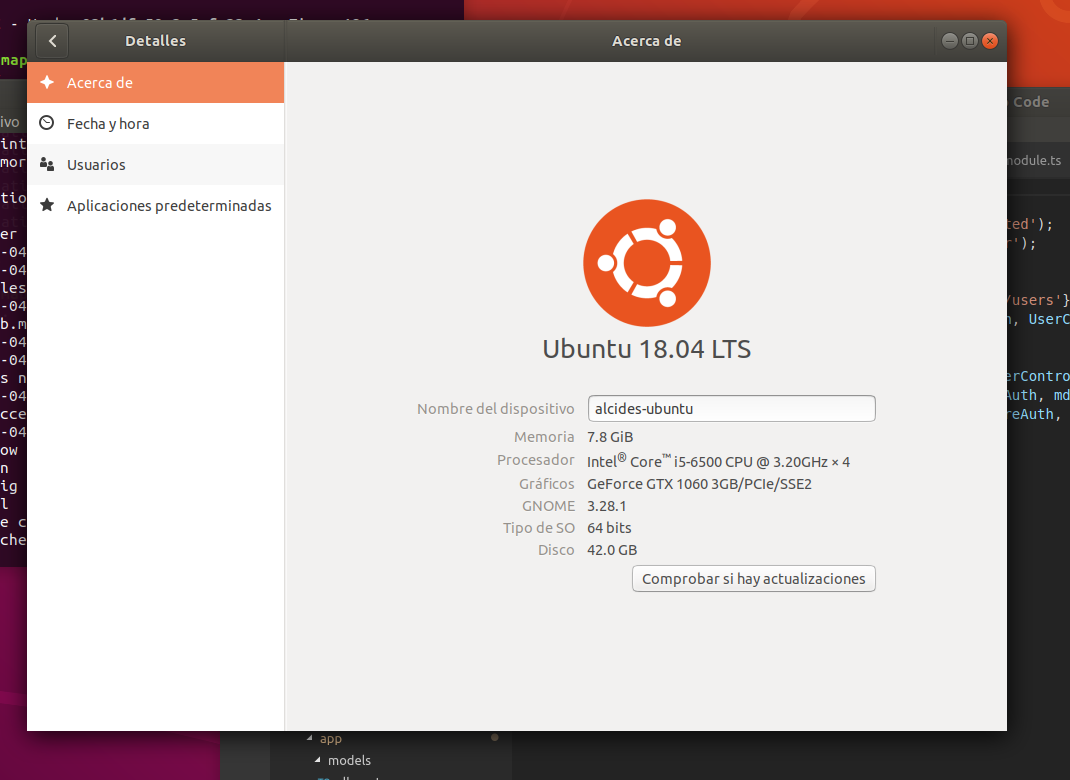 Detalles
Acerca de
Acerca de
Fecha y hora
Usuarios
Aplicaciones predeterminadas
Ubuntu 18.04 LTS
Nombre del dispositivo alcides-ubuntu
Memoria 7.8 GiB
Procesador Intel® Core™ i5-6500 CPU @ 3.20GHz × 4
Gráficos GeForce GTX 1060 3GB/PCIe/SSE2
GNOME 3.28.1
Tipo de SO 64 bits
Disco 42.0 GB
Comprobar si hay actualizaciones
map
ivo
int
mor
tio
er
-04
-04
les
-04
b.m
-04
-04
s n
-04
cce
-04
ow
n
ig
l
e c
che
Code
module.ts
ted');
r');
/users'}
, UserC
erContro
Auth, md
reAuth,
app
models